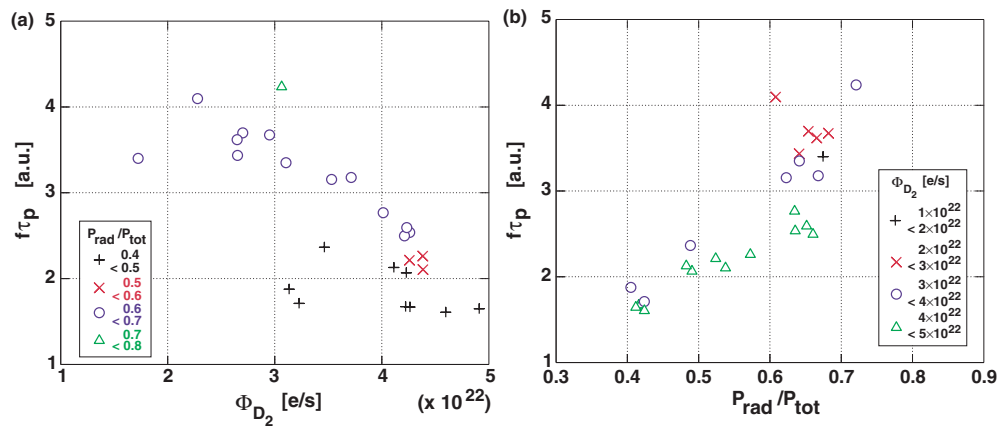 (a)
5
4
3
2
1
fτp [a.u.]
Prad /Ptot
0.4
< 0.5
0.5
< 0.6
0.6
< 0.7
0.7
< 0.8
1 2 3 4 5
ΦD2 [e/s] (x 10^22)
(b)
5
4
3
2
1
fτp [a.u.]
ΦD2 [e/s]
1×10^22
< 2×10^22
2×10^22
< 3×10^22
3×10^22
< 4×10^22
4×10^22
< 5×10^22
0.3 0.4 0.5 0.6 0.7 0.8 0.9
Prad /Ptot